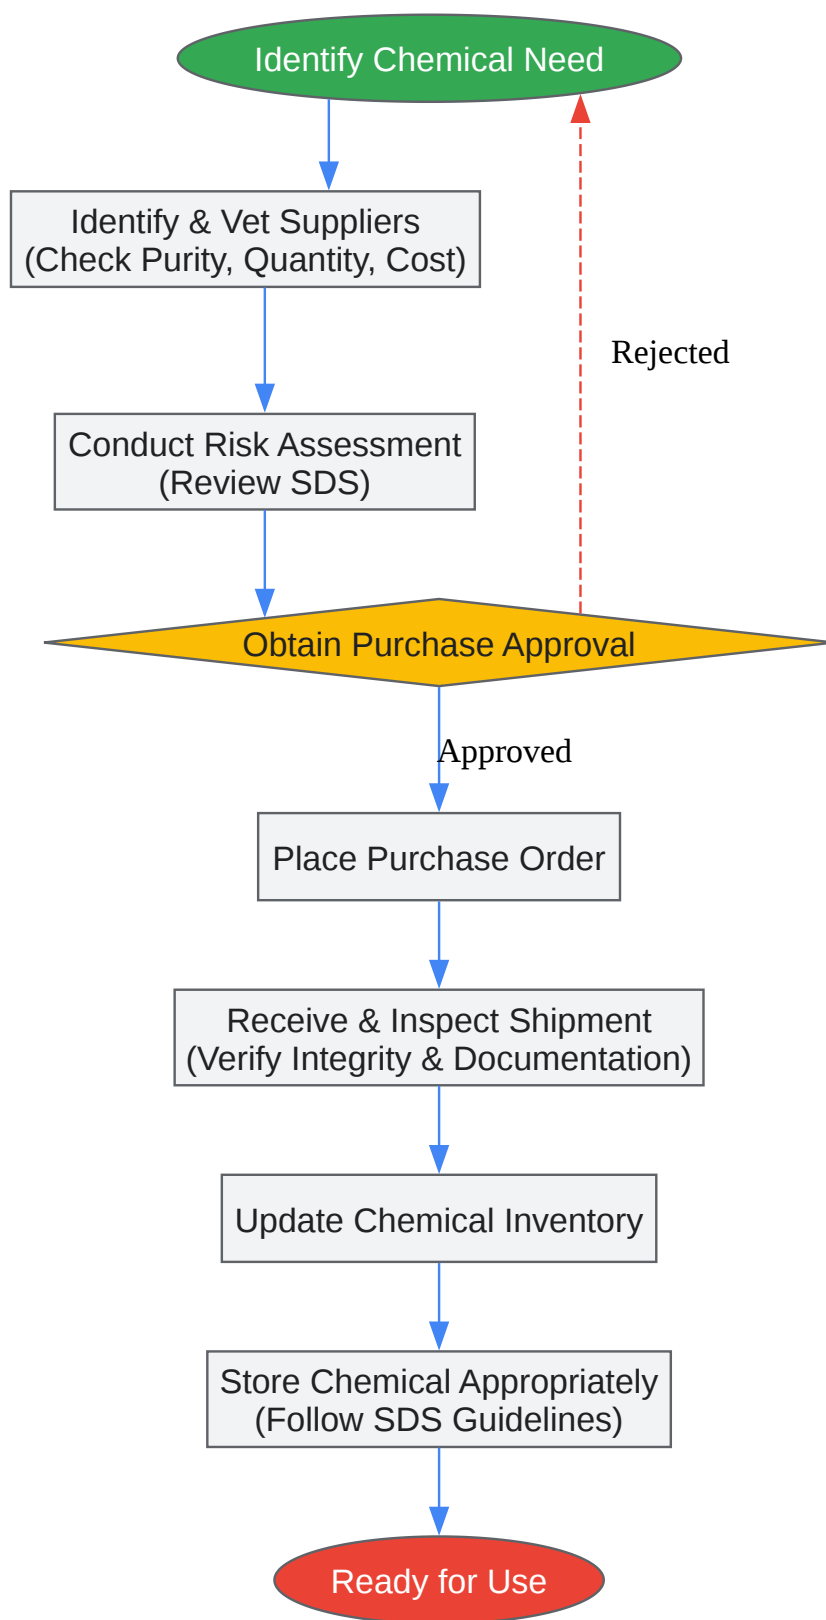 Identify Chemical Need
Identify & Vet Suppliers
(Check Purity, Quantity, Cost)
Rejected
Conduct Risk Assessment
(Review SDS)
Obtain Purchase Approval
Approved
Place Purchase Order
Receive & Inspect Shipment
(Verify Integrity & Documentation)
Update Chemical Inventory
Store Chemical Appropriately
(Follow SDS Guidelines)
Ready for Use